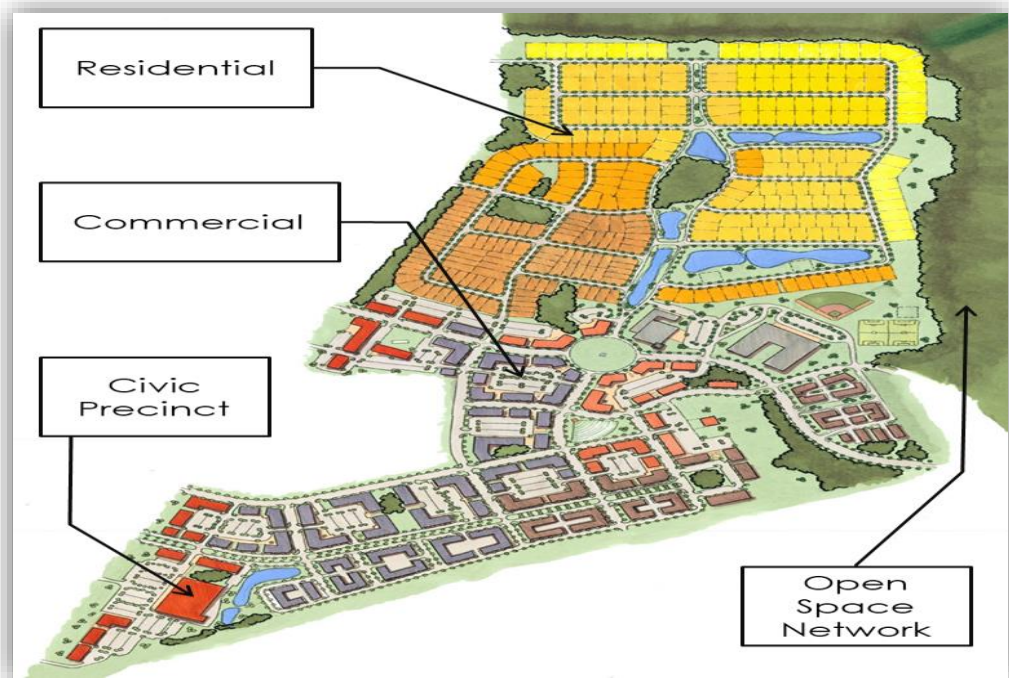 Residential
Commercial
Civic
Precinct
Open
Space
Network